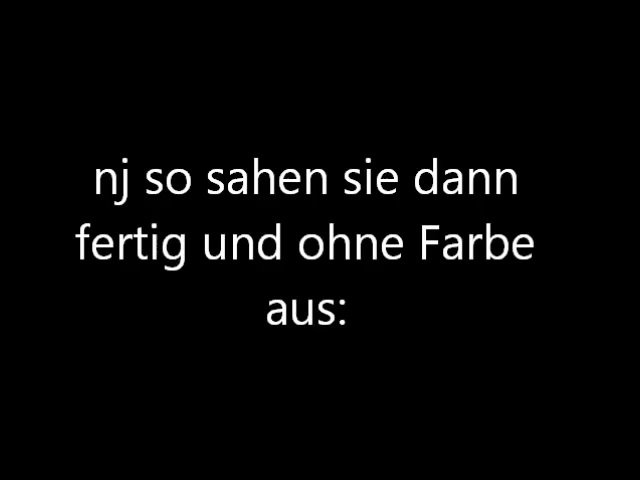 nj so sahen sie dann
fertig und ohne Farbe
aus: